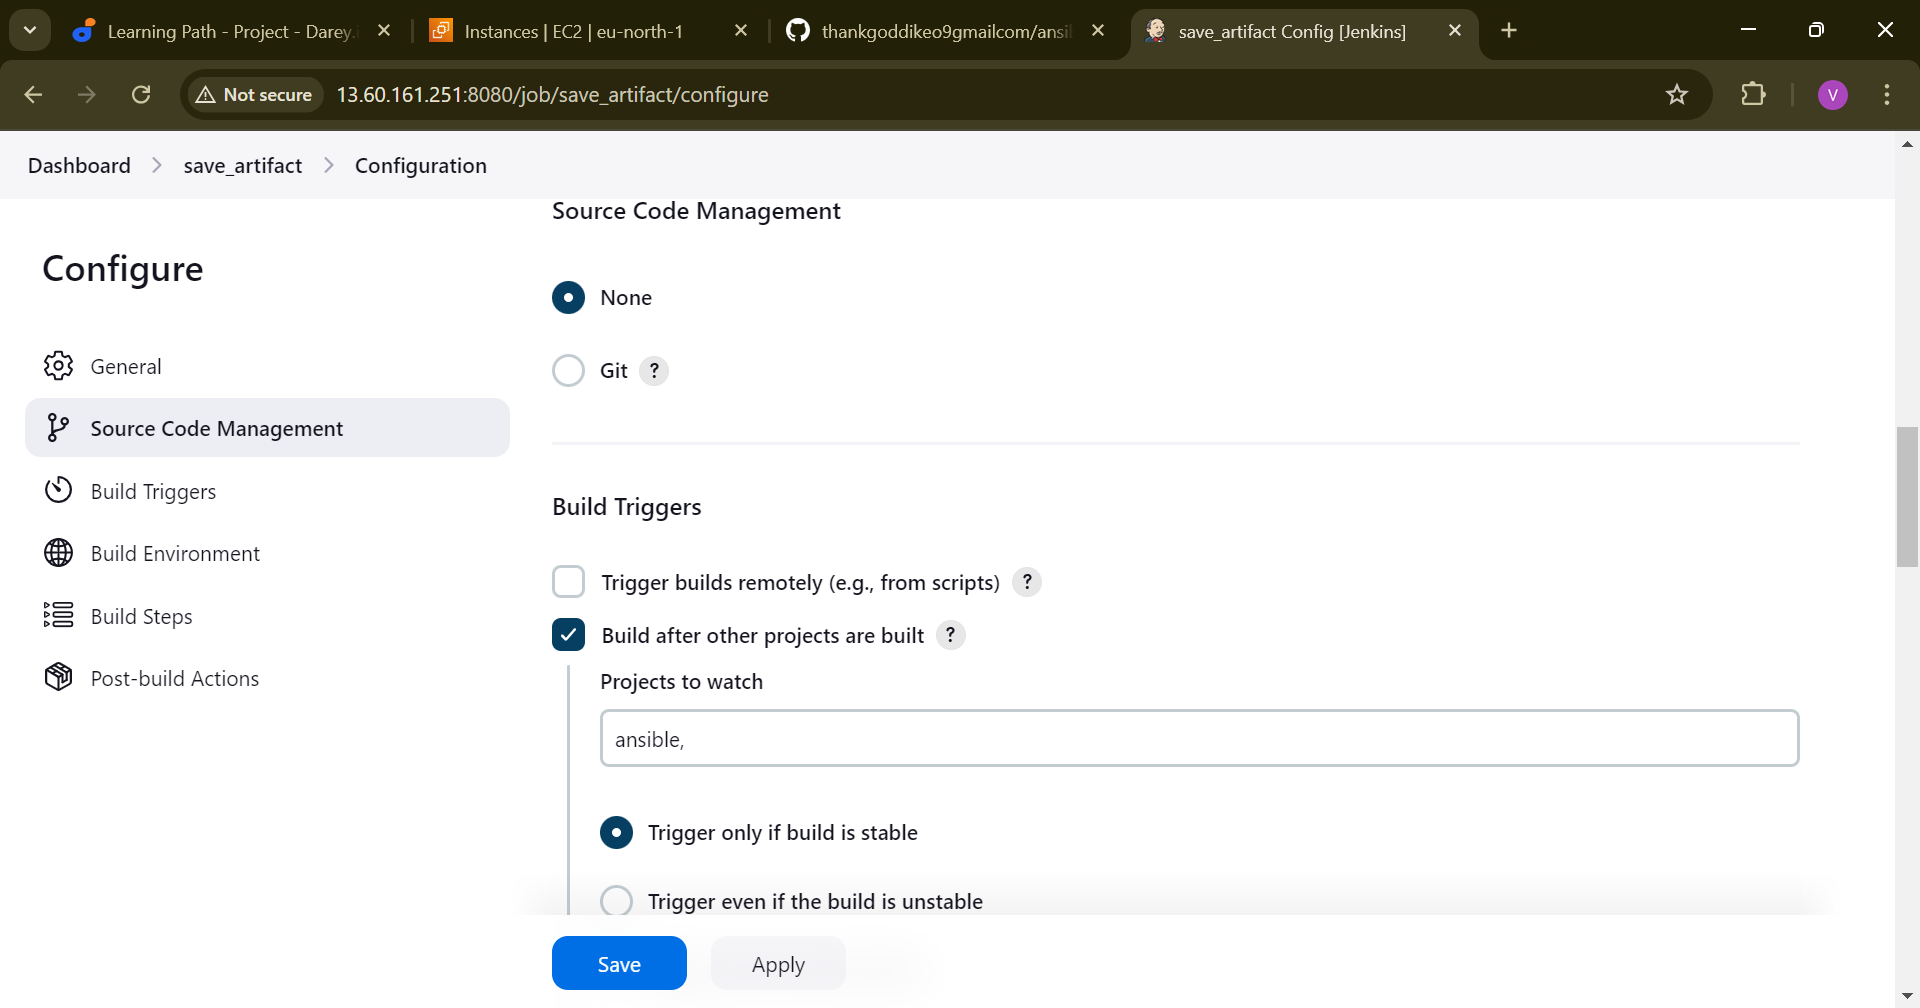 Learning Path - Project - Darey.i
Instances | EC2 | eu-north-1
thankgoddikeo9gmailcom/ansil
save_artifact Config [Jenkins]
Not secure
13.60.161.251:8080/job/save_artifact/configure
V
Dashboard
save_artifact
Configuration
Configure
General
Source Code Management
Build Triggers
Build Environment
Build Steps
Post-build Actions
Source Code Management
None
Git ?
Build Triggers
Trigger builds remotely (e.g., from scripts) ?
Build after other projects are built ?
Projects to watch
ansible,
Trigger only if build is stable
Trigger even if the build is unstable
Save
Apply